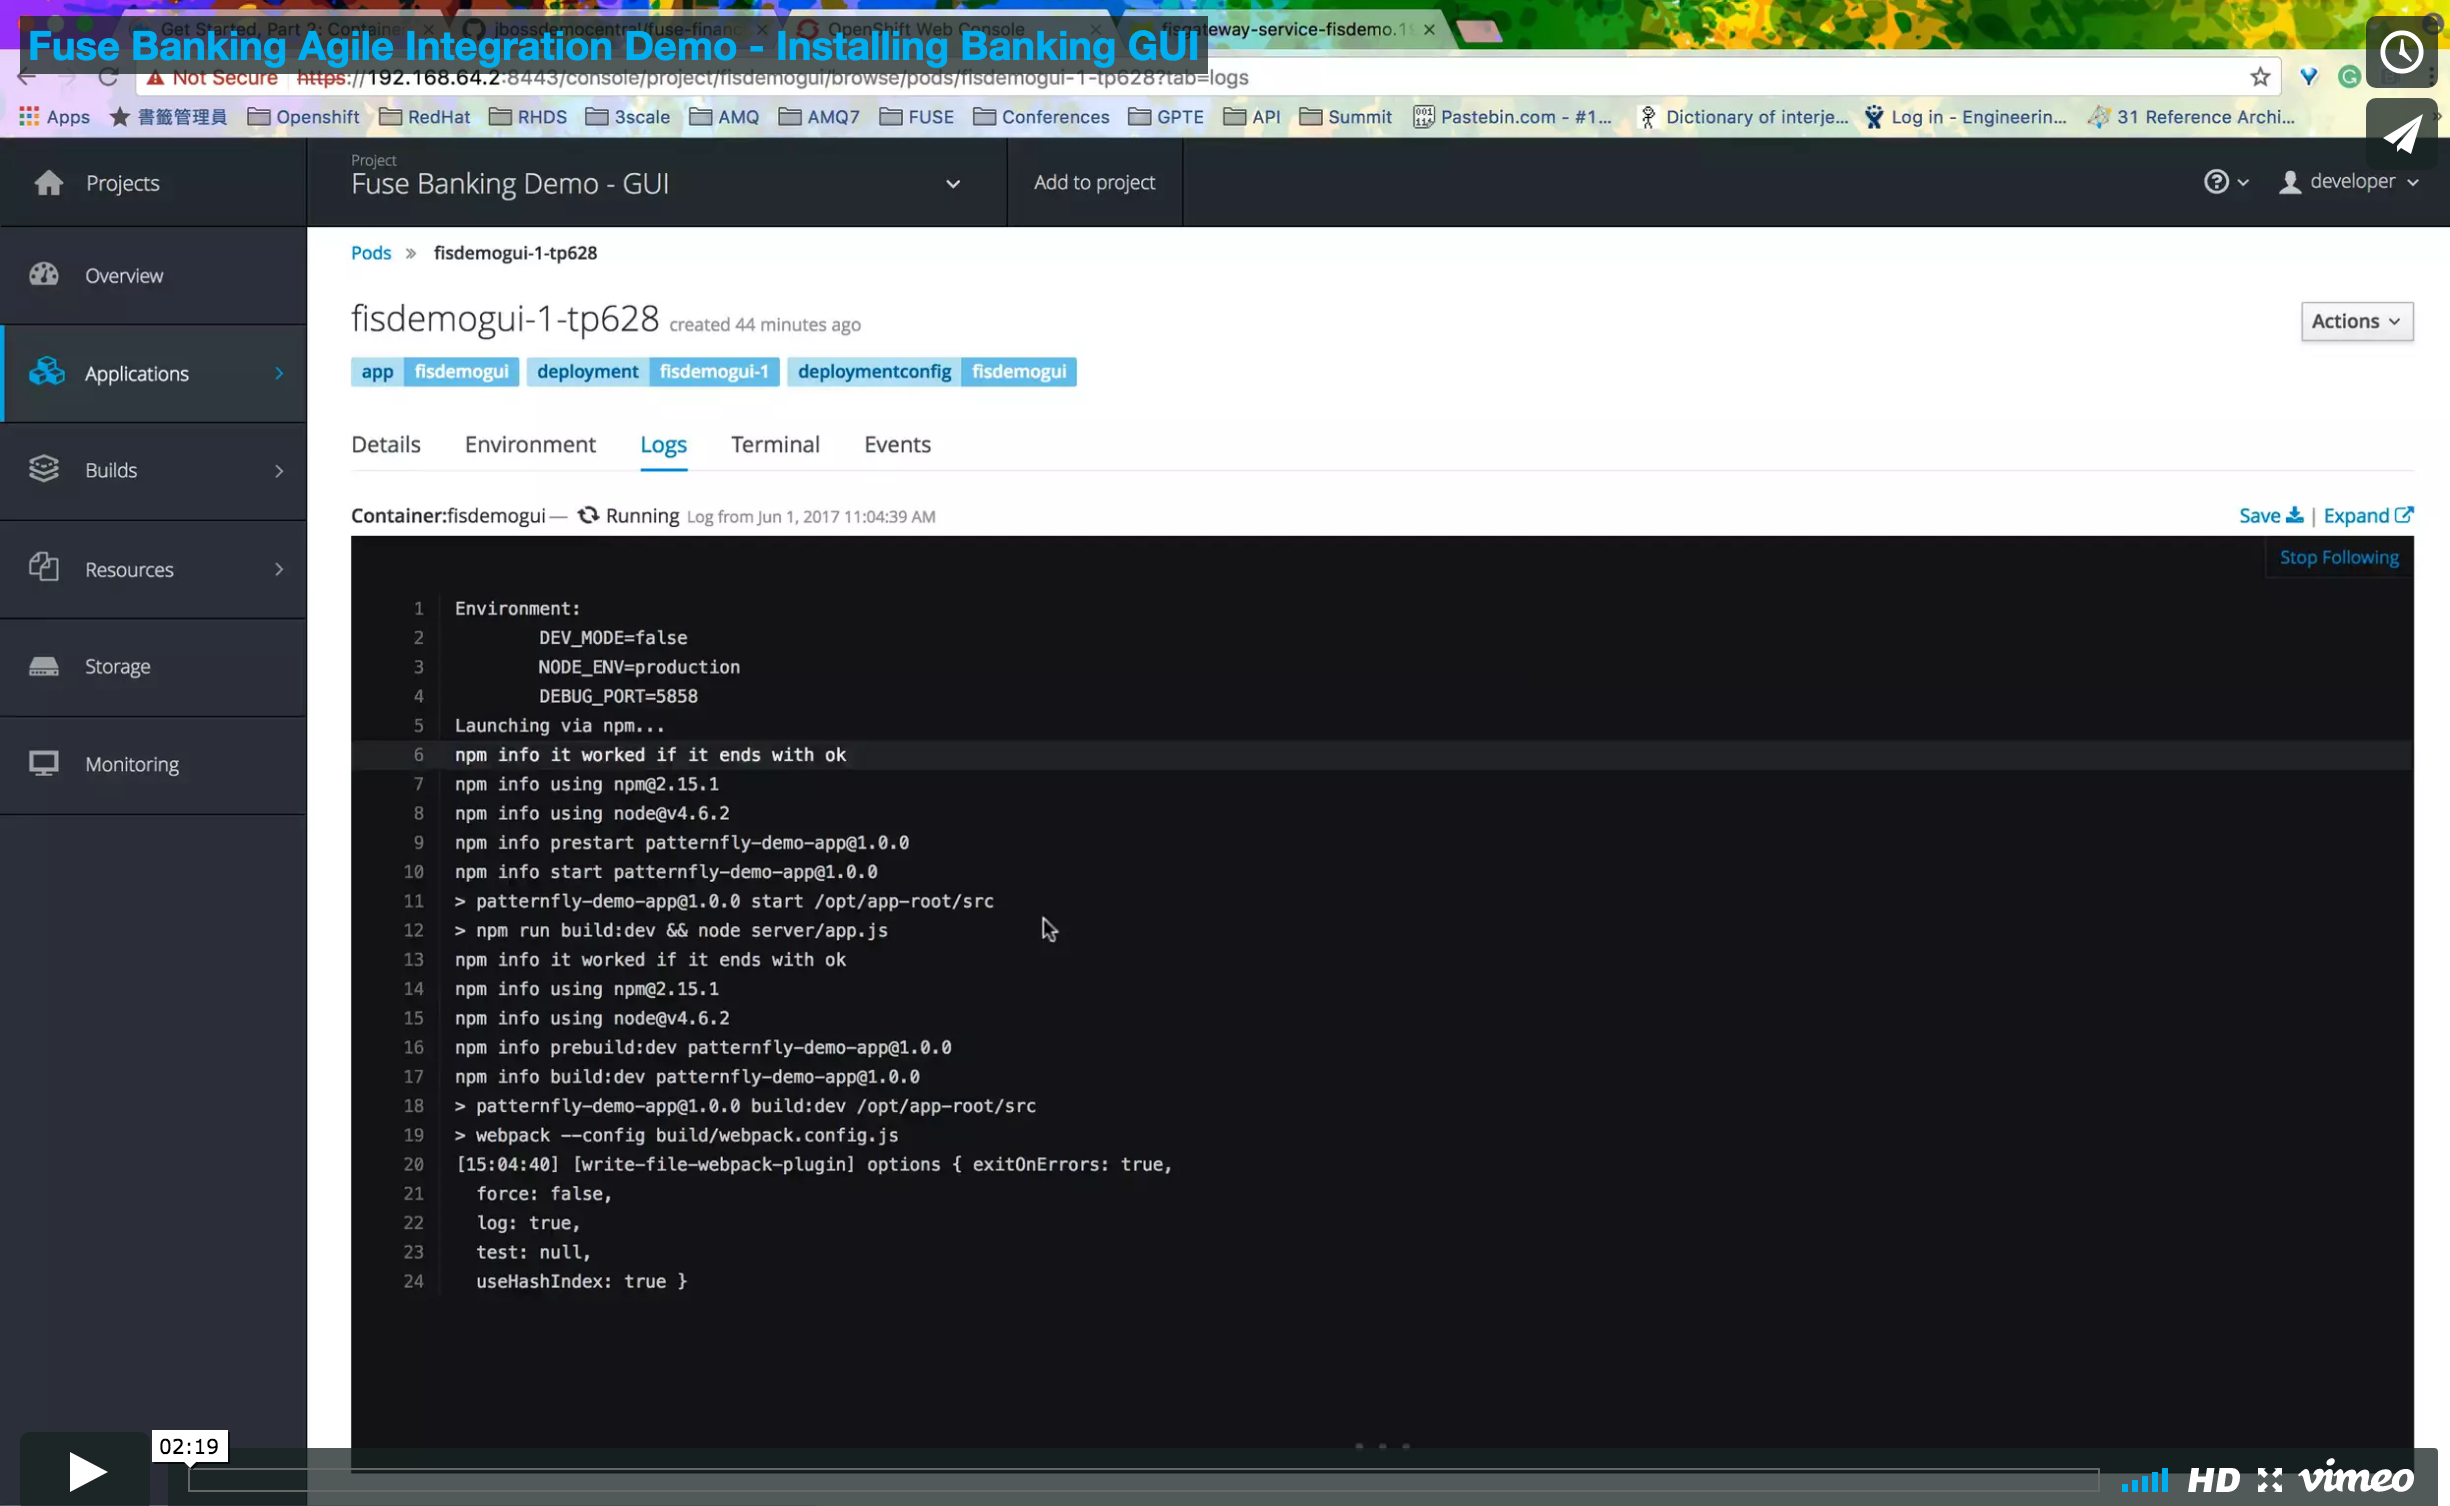 Get Started, Part 2: Containe
jbossdemocentral/fuse-financ
OpenShift Web Console
fisgateway-service-fisdemo.19
Fuse Banking Agile Integration Demo - Installing Banking GUI
Not Secure https://192.168.64.2:8443/console/project/fisdemogui/browse/pods/fisdemogui-1-tp628?tab=logs
Apps 書籤管理員 Openshift RedHat RHDS 3scale AMQ AMQ7 FUSE Conferences GPTE API Summit Pastebin.com - #1... Dictionary of interje... Log in - Engineerin... 31 Reference Archi...
Projects
Project
Fuse Banking Demo - GUI
Add to project
developer
Overview
Applications
Builds
Resources
Storage
Monitoring
Pods » fisdemogui-1-tp628
fisdemogui-1-tp628 created 44 minutes ago
Actions
app fisdemogui deployment fisdemogui-1 deploymentconfig fisdemogui
Details Environment Logs Terminal Events
Container:fisdemogui — Running Log from Jun 1, 2017 11:04:39 AM
Save | Expand
Stop Following
1 Environment:
2 DEV_MODE=false
3 NODE_ENV=production
4 DEBUG_PORT=5858
5 Launching via npm...
6 npm info it worked if it ends with ok
7 npm info using npm@2.15.1
8 npm info using node@v4.6.2
9 npm info prestart patternfly-demo-app@1.0.0
10 npm info start patternfly-demo-app@1.0.0
11 > patternfly-demo-app@1.0.0 start /opt/app-root/src
12 > npm run build:dev && node server/app.js
13 npm info it worked if it ends with ok
14 npm info using npm@2.15.1
15 npm info using node@v4.6.2
16 npm info prebuild:dev patternfly-demo-app@1.0.0
17 npm info build:dev patternfly-demo-app@1.0.0
18 > patternfly-demo-app@1.0.0 build:dev /opt/app-root/src
19 > webpack --config build/webpack.config.js
20 [15:04:40] [write-file-webpack-plugin] options { exitOnErrors: true,
21 force: false,
22 log: true,
23 test: null,
24 useHashIndex: true }
02:19
HD vimeo